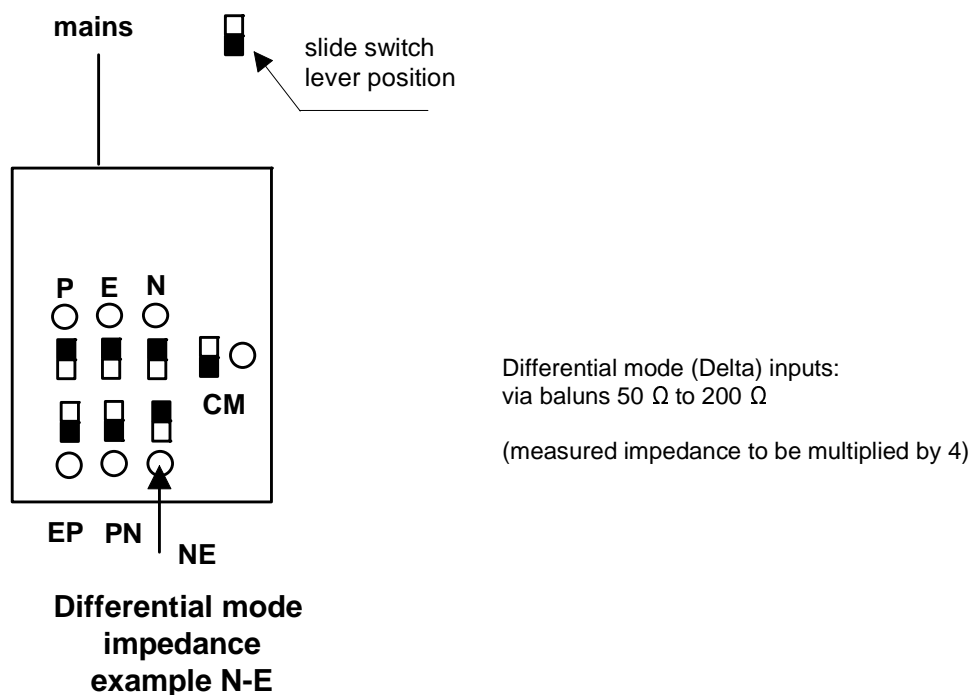 mains
slide switch
lever position
P E N
CM
EP PN
NE
Differential mode (Delta) inputs:
via baluns 50 Ω to 200 Ω
(measured impedance to be multiplied by 4)
Differential mode
impedance
example N-E